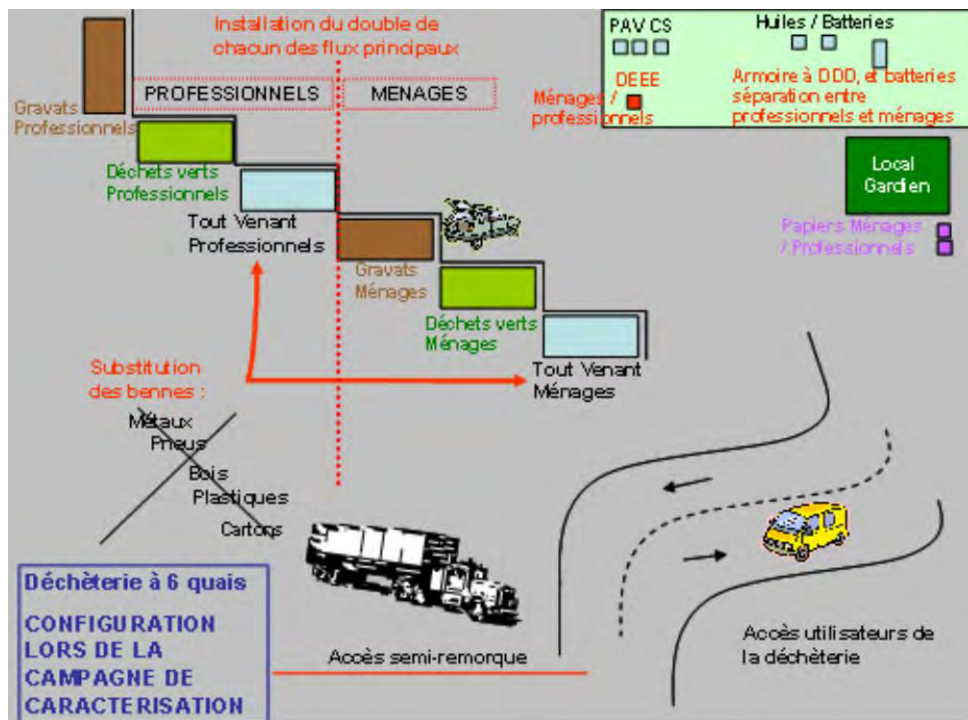 Installation du double de
chacun des flux principaux
PROFESSIONNELS
MENAGES
Gravats
Professionnels
Déchets verts
Professionnels
Tout Venant
Professionnels
Gravats
Ménages
Déchets verts
Ménages
Tout Venant
Ménages
PAV CS
Huiles / Batteries
DEEE
Ménages /
professionnels
Armoire à DDD, et batteries
séparation entre
professionnels et ménages
Local
Gardien
Papiers Ménages
/ Professionnels
Substitution
des bennes :
Métaux
Pneus
Bois
Plastiques
Cartons
Déchèterie à 6 quais
CONFIGURATION
LORS DE LA
CAMPAGNE DE
CARACTERISATION
Accès semi-remorque
Accès utilisateurs de
la déchèterie